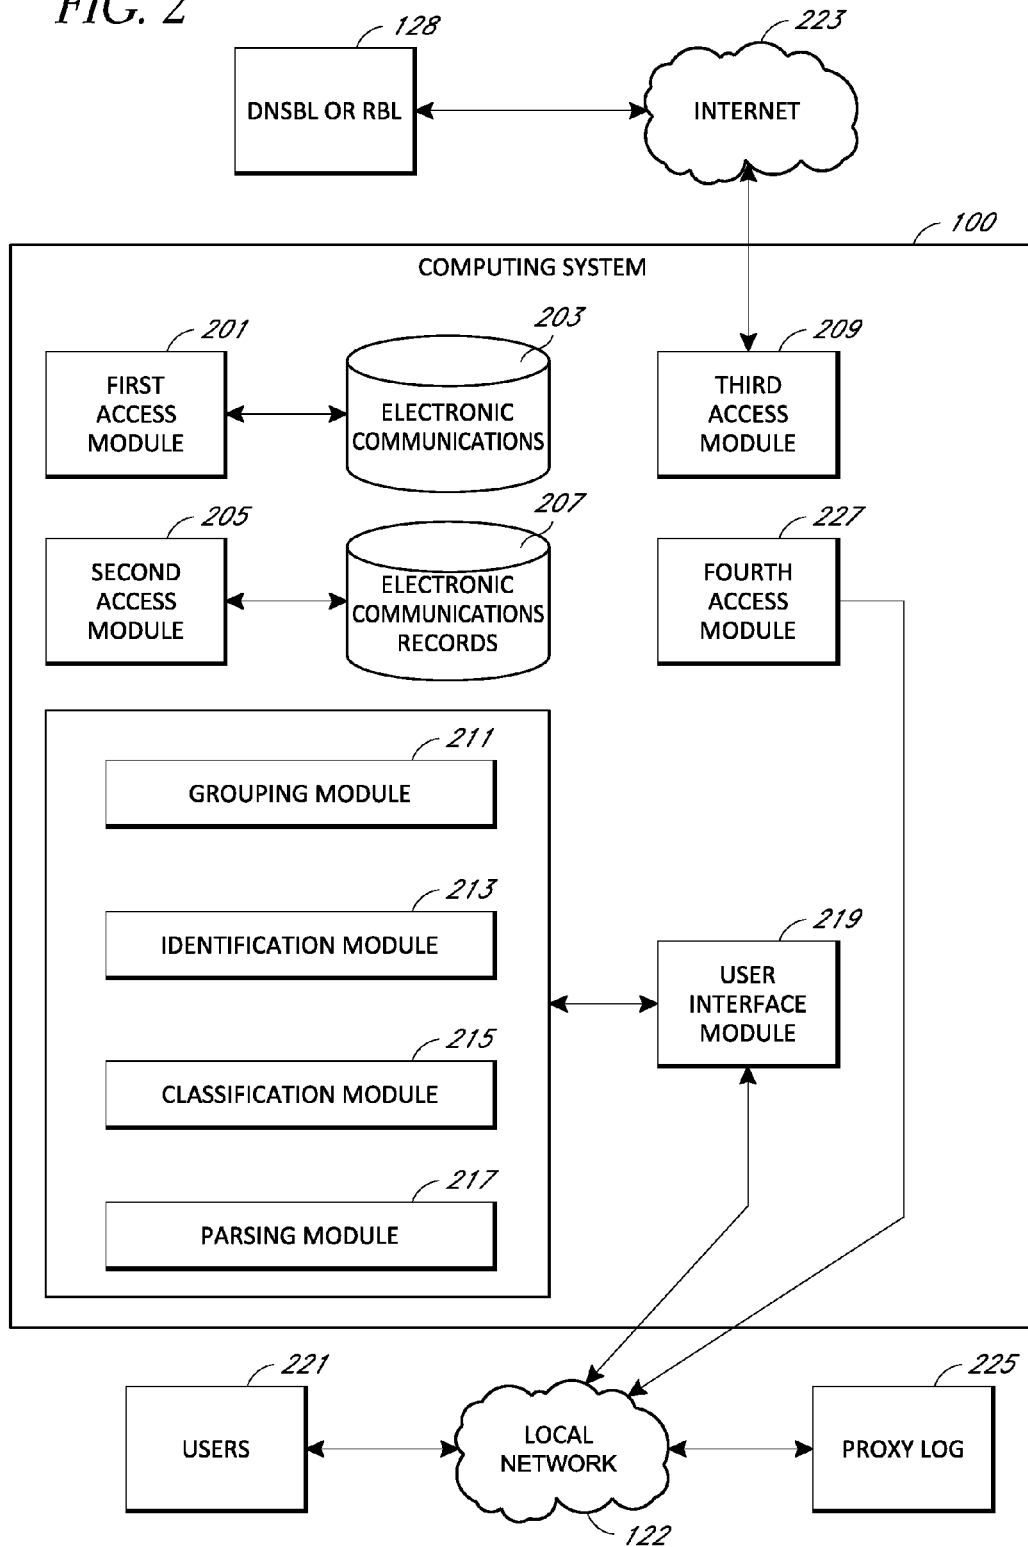 FIG. 2
128
DNSBL OR RBL
223
INTERNET
100
COMPUTING SYSTEM
201
FIRST
ACCESS
MODULE
203
ELECTRONIC
COMMUNICATIONS
209
THIRD
ACCESS
MODULE
205
SECOND
ACCESS
MODULE
207
ELECTRONIC
COMMUNICATIONS
RECORDS
227
FOURTH
ACCESS
MODULE
211
GROUPING MODULE
213
IDENTIFICATION MODULE
215
CLASSIFICATION MODULE
217
PARSING MODULE
219
USER
INTERFACE
MODULE
221
USERS
LOCAL
NETWORK
122
225
PROXY LOG